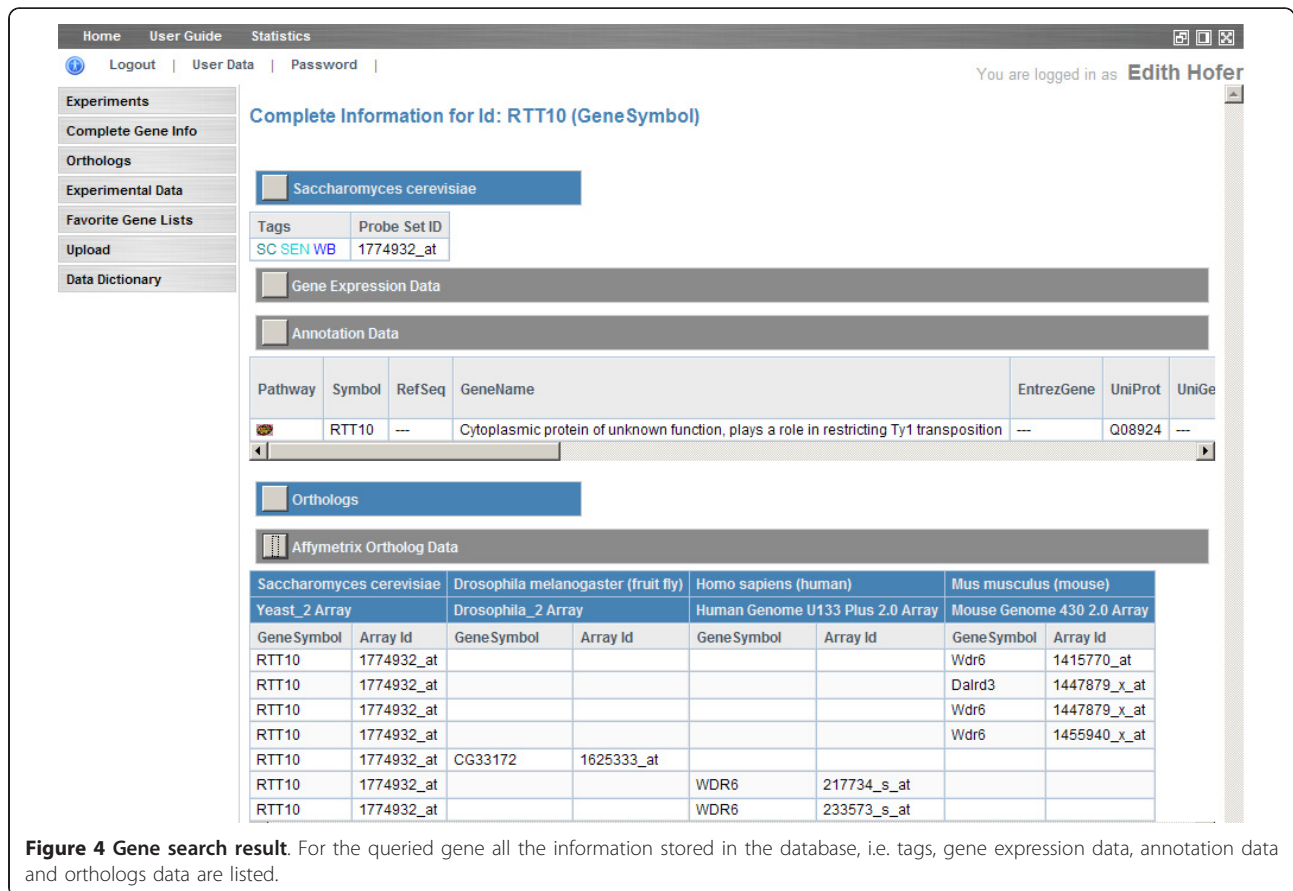 Home User Guide Statistics
Logout | User Data | Password |
You are logged in as Edith Hofer
Experiments
Complete Gene Info
Orthologs
Experimental Data
Favorite Gene Lists
Upload
Data Dictionary
Complete Information for Id: RTT10 (GeneSymbol)
Saccharomyces cerevisiae
Tags Probe Set ID
SC SEN WB 1774932_at
Gene Expression Data
Annotation Data
Pathway Symbol RefSeq GeneName EntrezGene UniProt UniGe
RTT10 --- Cytoplasmic protein of unknown function, plays a role in restricting Ty1 transposition --- Q08924 ---
Orthologs
Affymetrix Ortholog Data
Saccharomyces cerevisiae Drosophila melanogaster (fruit fly) Homo sapiens (human) Mus musculus (mouse)
Yeast_2 Array Drosophila_2 Array Human Genome U133 Plus 2.0 Array Mouse Genome 430 2.0 Array
GeneSymbol Array Id GeneSymbol Array Id GeneSymbol Array Id GeneSymbol Array Id
RTT10 1774932_at Wdr6 1415770_at
RTT10 1774932_at Dalrd3 1447879_x_at
RTT10 1774932_at Wdr6 1447879_x_at
RTT10 1774932_at Wdr6 1455940_x_at
RTT10 1774932_at CG33172 1625333_at
RTT10 1774932_at WDR6 217734_s_at
RTT10 1774932_at WDR6 233573_s_at
Figure 4 Gene search result. For the queried gene all the information stored in the database, i.e. tags, gene expression data, annotation data
and orthologs data are listed.